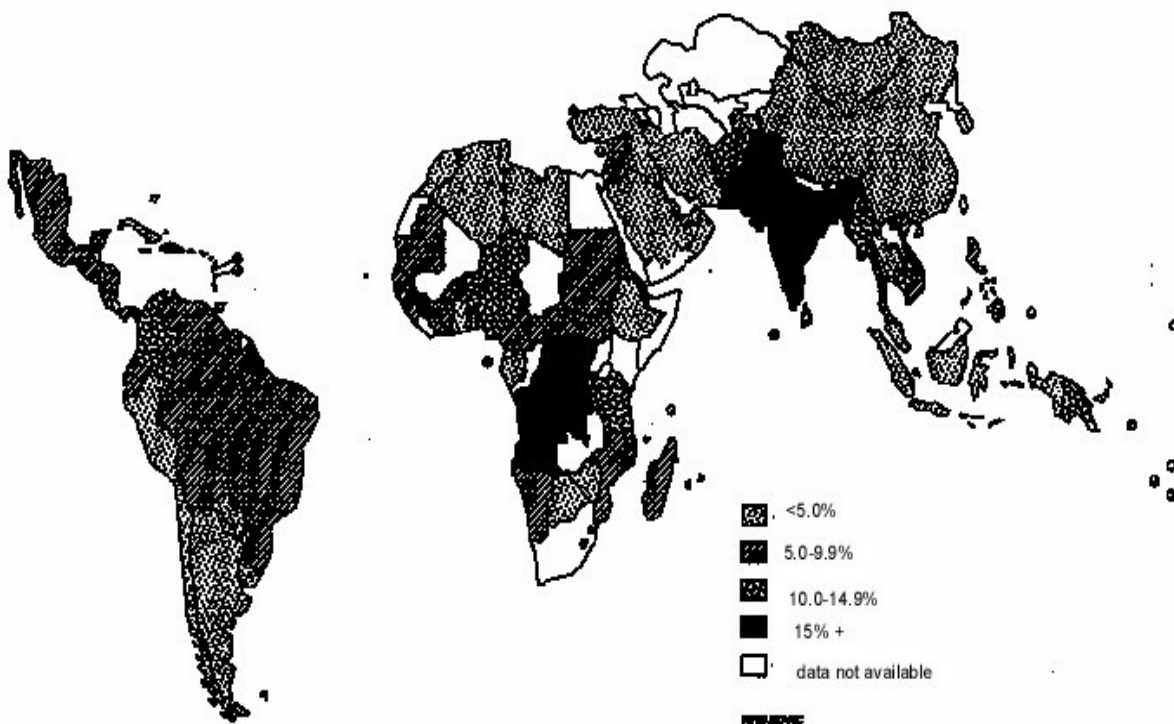 <5.0%
5.0-9.9%
10.0-14.9%
15% +
data not available